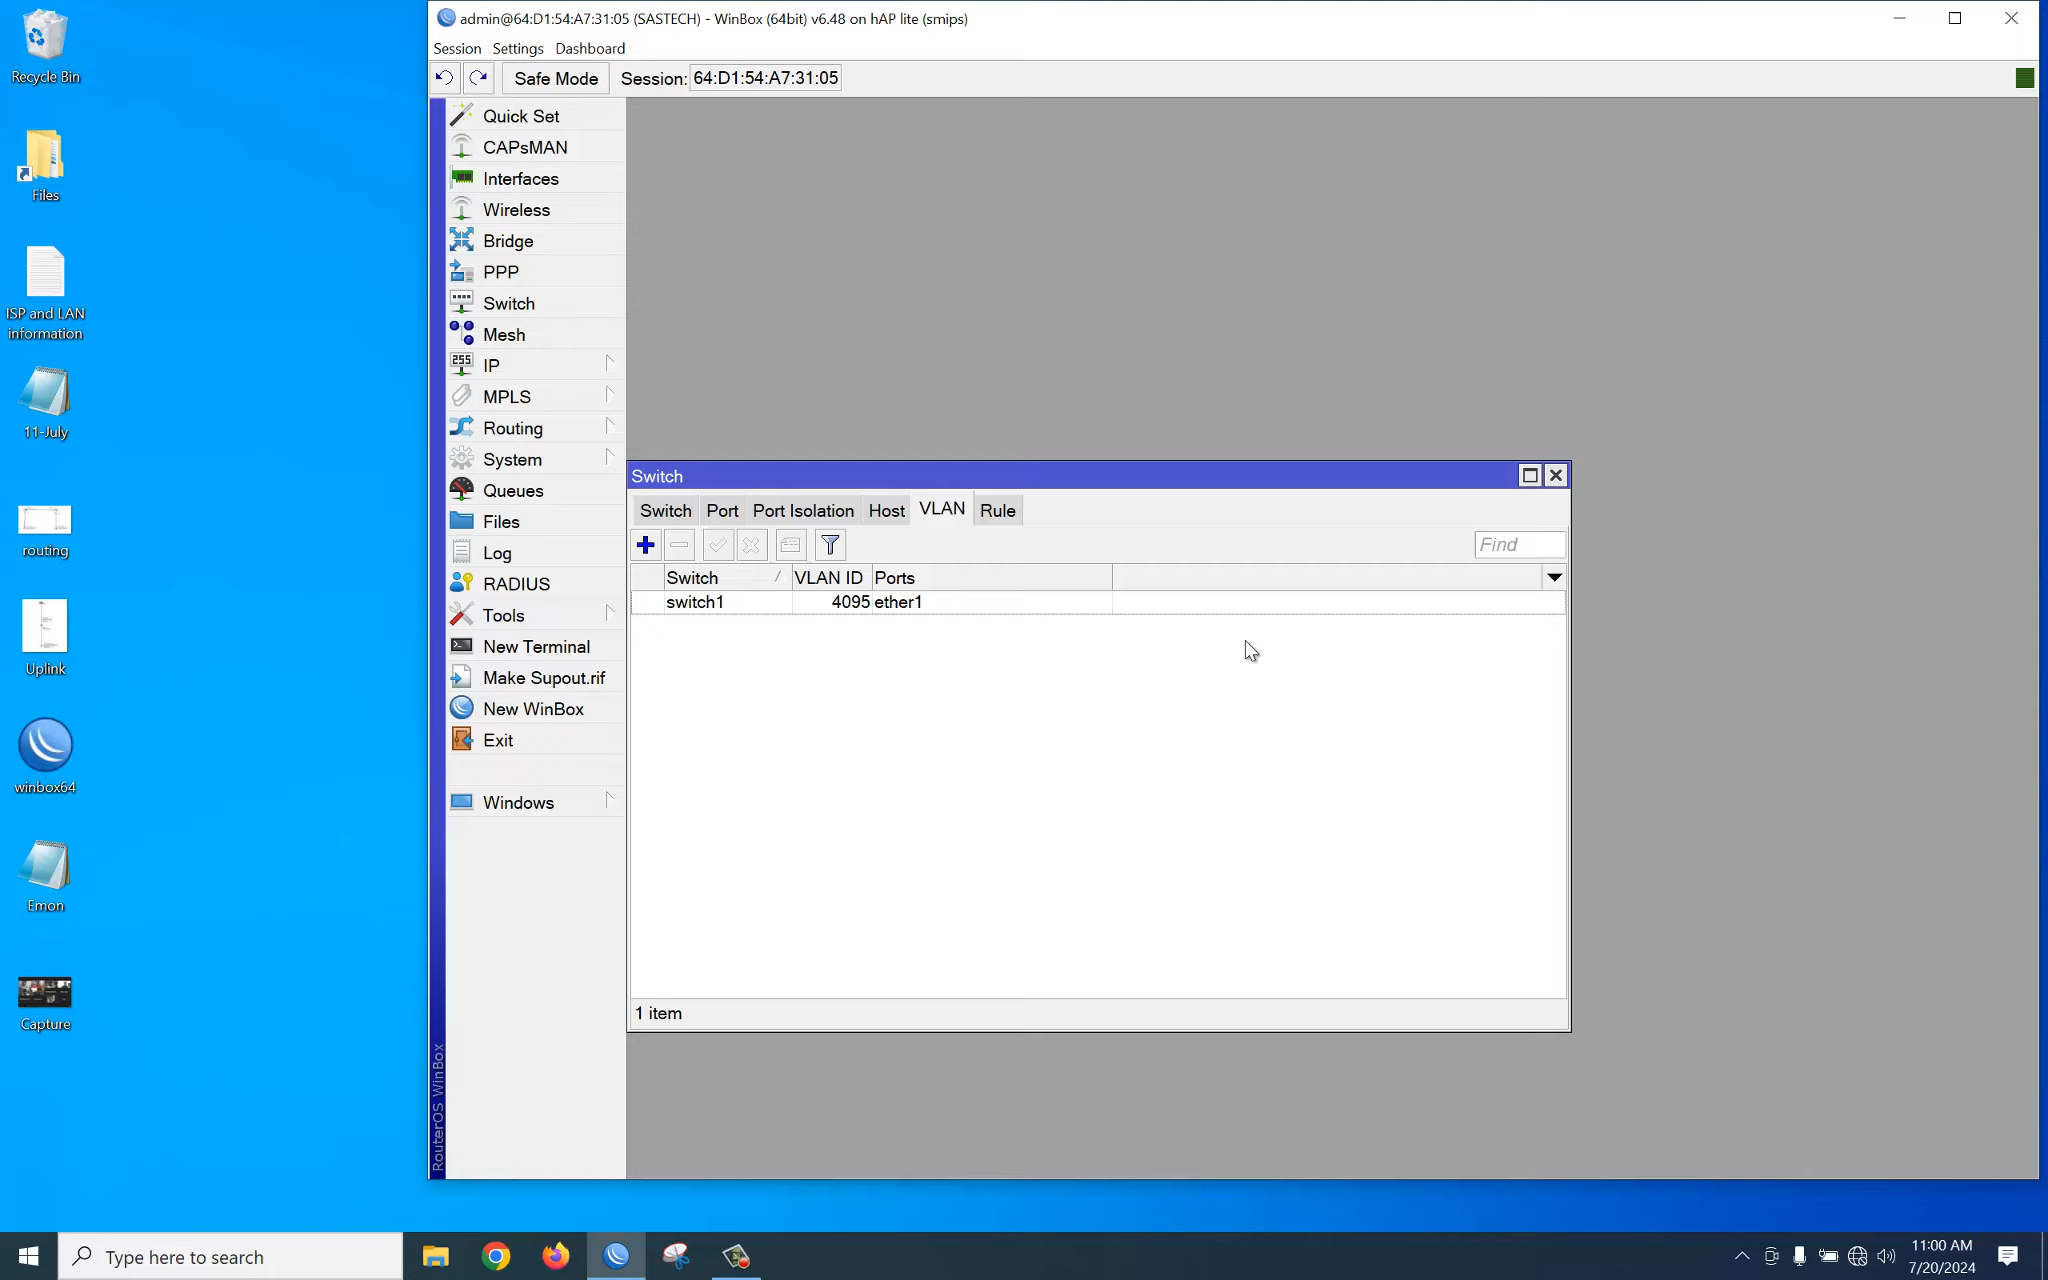 Recycle Bin
Files
ISP and LAN
information
11-July
routing
Uplink
winbox64
Emon
Capture
admin@64:D1:54:A7:31:05 (SASTECH) - WinBox (64bit) v6.48 on hAP lite (smips)
Session Settings Dashboard
Safe Mode Session: 64:D1:54:A7:31:05
Quick Set
CAPsMAN
Interfaces
Wireless
Bridge
PPP
Switch
Mesh
255 IP
MPLS
Routing
System
Queues
Files
Log
RADIUS
Tools
New Terminal
Make Supout.rif
New WinBox
Exit
Windows
RouterOS WinBox
Switch
Switch Port Port Isolation Host VLAN Rule
Find
Switch VLAN ID Ports
switch1 4095 ether1
1 item
Type here to search
11:00 AM
7/20/2024